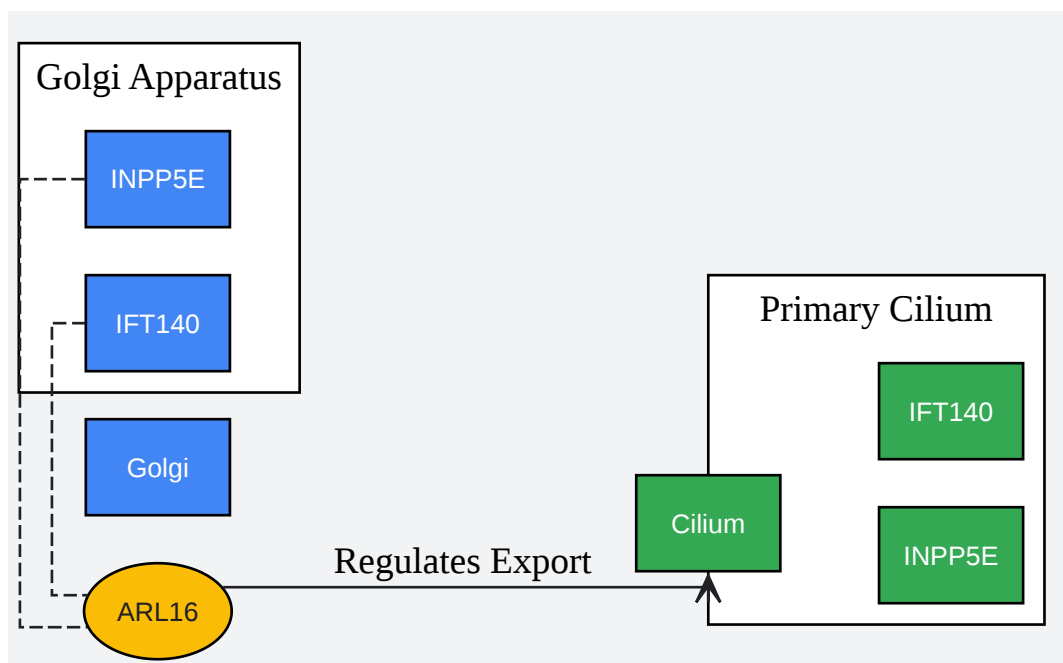 Golgi Apparatus
INPP5E
IFT140
Golgi
ARL16
Regulates Export
Primary Cilium
IFT140
Cilium
INPP5E